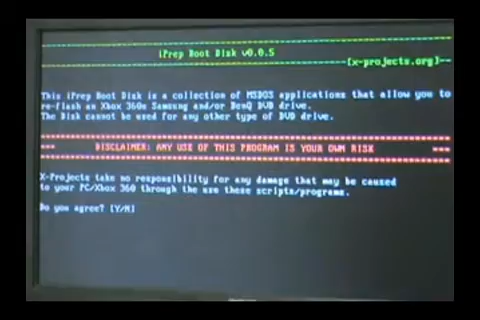 iPrep Boot Disk v0.0.5
[x-projects.org]
This iPrep Boot Disk is a collection of MSDOS applications that allow you to
re-flash an Xbox 360s Samsung and/or BenQ DVD drive.
The Disk cannot be used for any other type of DVD drive.
DISCLAIMER: ANY USE OF THIS PROGRAM IS YOUR OWN RISK
X-Projects take no responsibility for any damage that may be caused
to your PC/Xbox 360 through the use these scripts/programs.
Do you agree? [Y/N]